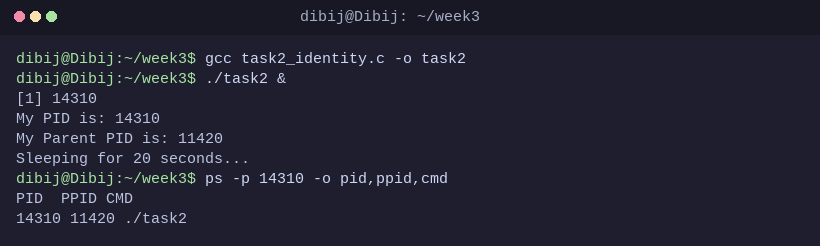 dibij@Dibij: ~/week3
dibij@Dibij:~/week3$ gcc task2_identity.c -o task2
dibij@Dibij:~/week3$ ./task2 &
[1] 14310
My PID is: 14310
My Parent PID is: 11420
Sleeping for 20 seconds...
dibij@Dibij:~/week3$ ps -p 14310 -o pid,ppid,cmd
PID  PPID CMD
14310 11420 ./task2